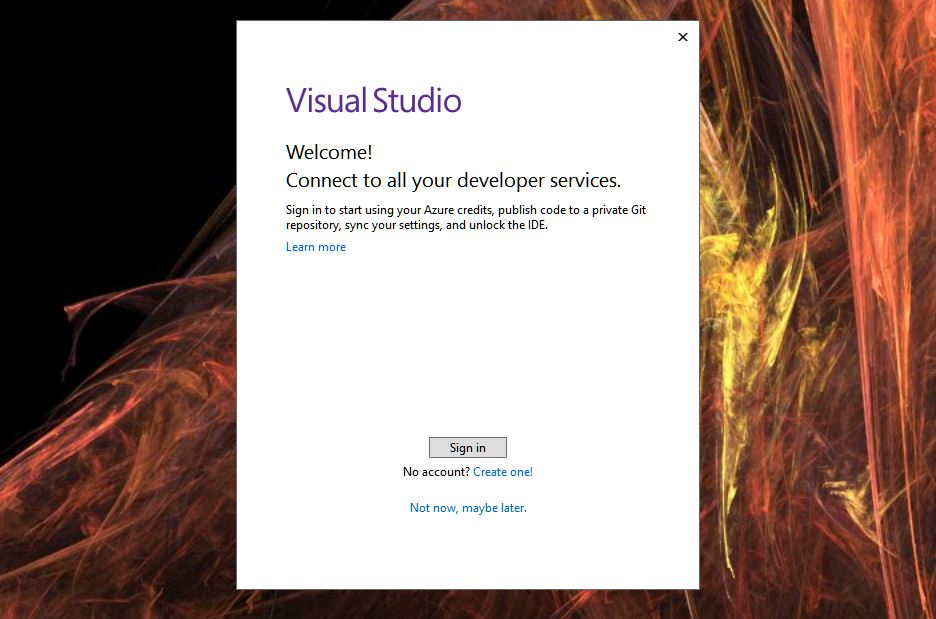 Visual Studio
Welcome!
Connect to all your developer services.
Sign in to start using your Azure credits, publish code to a private Git
repository, sync your settings, and unlock the IDE.
Learn more
Sign in
No account? Create one!
Not now, maybe later.